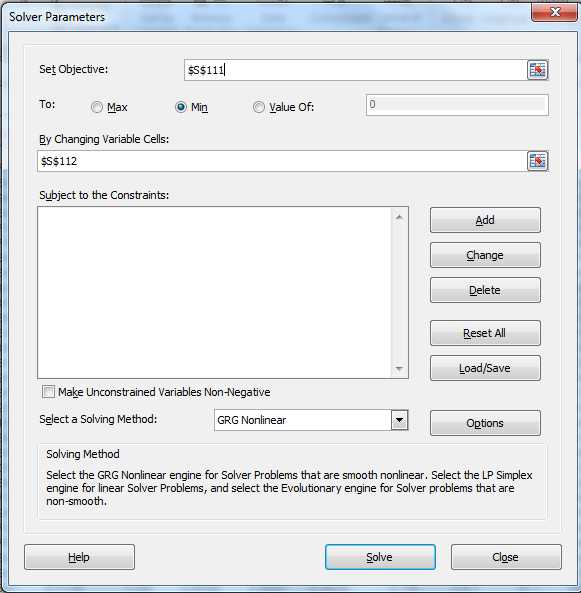 Solver Parameters
Set Objective: $S$111
To: Max Min Value Of: 0
By Changing Variable Cells:
$S$112
Subject to the Constraints:
Add
Change
Delete
Reset All
Load/Save
Make Unconstrained Variables Non-Negative
Select a Solving Method: GRG Nonlinear Options
Solving Method
Select the GRG Nonlinear engine for Solver Problems that are smooth nonlinear. Select the LP Simplex
engine for linear Solver Problems, and select the Evolutionary engine for Solver problems that are
non-smooth.
Help Solve Close